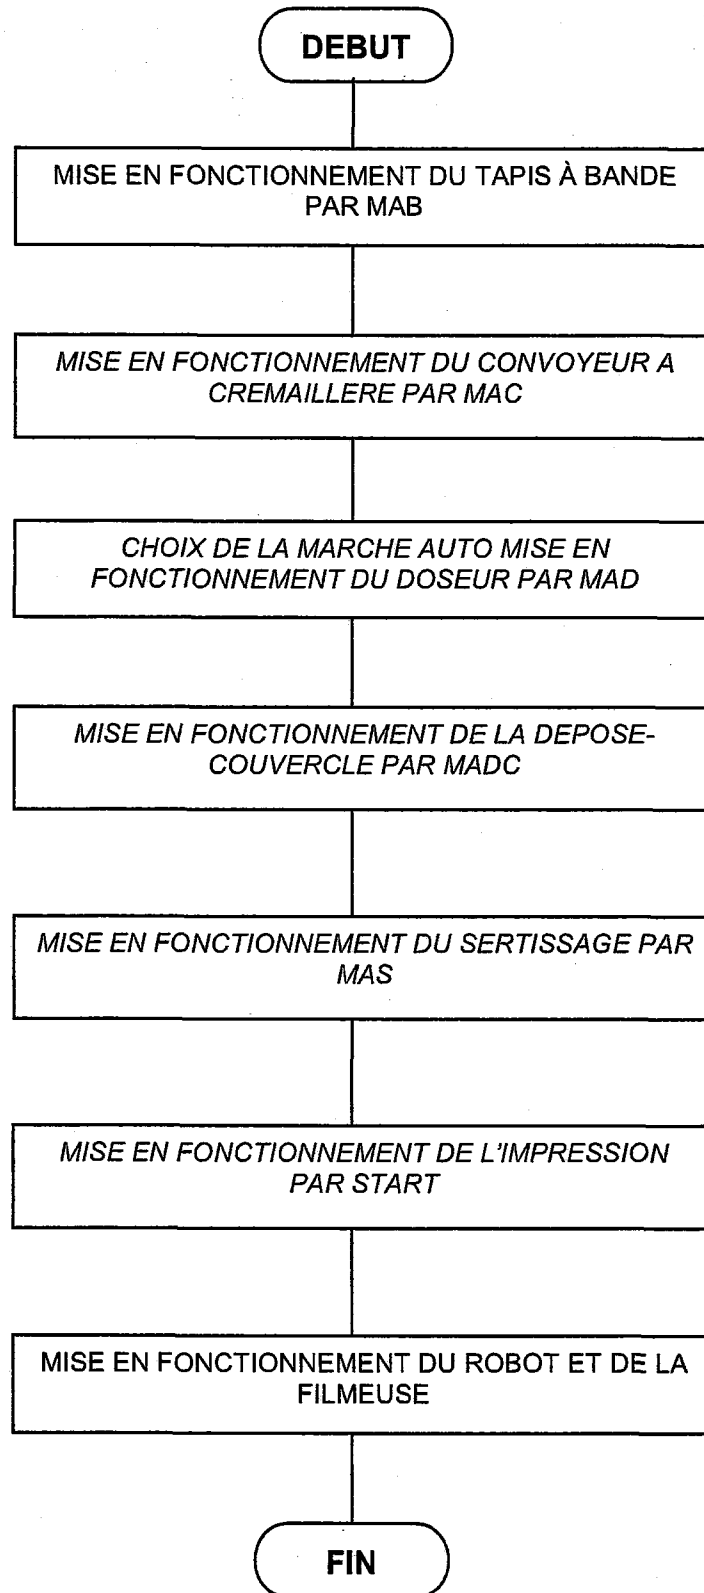 DEBUT
MISE EN FONCTIONNEMENT DU TAPIS À BANDE
PAR MAB
MISE EN FONCTIONNEMENT DU CONVOYEUR A
CREMAILLERE PAR MAC
CHOIX DE LA MARCHE AUTO MISE EN
FONCTIONNEMENT DU DOSEUR PAR MAD
MISE EN FONCTIONNEMENT DE LA DEPOSE-
COUVERCLE PAR MADC
MISE EN FONCTIONNEMENT DU SERTISSAGE PAR
MAS
MISE EN FONCTIONNEMENT DE L'IMPRESSION
PAR START
MISE EN FONCTIONNEMENT DU ROBOT ET DE LA
FILMEUSE
FIN